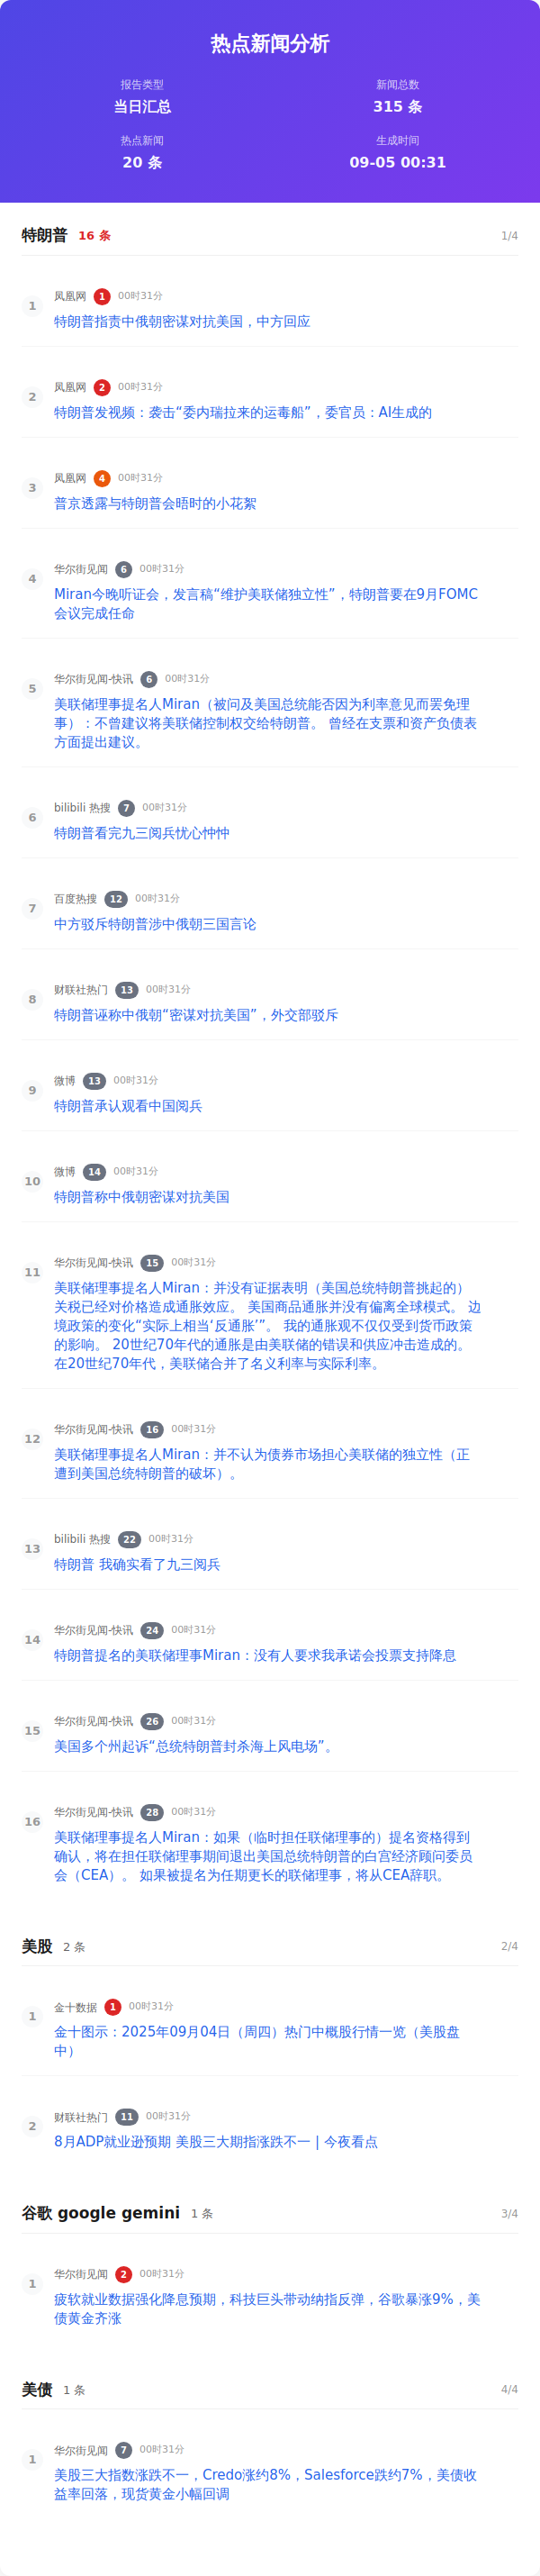 热点新闻分析
报告类型
新闻总数
当日汇总
315 条
热点新闻
生成时间
20 条
09-05 00:31
特朗普 16 条 1/4
1
凤凰网 1 00时31分
特朗普指责中俄朝密谋对抗美国，中方回应
2
凤凰网 2 00时31分
特朗普发视频：袭击“委内瑞拉来的运毒船”，委官员：AI生成的
3
凤凰网 4 00时31分
普京透露与特朗普会晤时的小花絮
4
华尔街见闻 6 00时31分
Miran今晚听证会，发言稿“维护美联储独立性”，特朗普要在9月FOMC
会议完成任命
5
华尔街见闻-快讯 6 00时31分
美联储理事提名人Miran（被问及美国总统能否因为利率意见而罢免理
事）：不曾建议将美联储控制权交给特朗普。 曾经在支票和资产负债表
方面提出建议。
6
bilibili 热搜 7 00时31分
特朗普看完九三阅兵忧心忡忡
7
百度热搜 12 00时31分
中方驳斥特朗普涉中俄朝三国言论
8
财联社热门 13 00时31分
特朗普诬称中俄朝“密谋对抗美国”，外交部驳斥
9
微博 13 00时31分
特朗普承认观看中国阅兵
10
微博 14 00时31分
特朗普称中俄朝密谋对抗美国
11
华尔街见闻-快讯 15 00时31分
美联储理事提名人Miran：并没有证据表明（美国总统特朗普挑起的）
关税已经对价格造成通胀效应。 美国商品通胀并没有偏离全球模式。 边
境政策的变化“实际上相当‘反通胀’”。 我的通胀观不仅仅受到货币政策
的影响。 20世纪70年代的通胀是由美联储的错误和供应冲击造成的。
在20世纪70年代，美联储合并了名义利率与实际利率。
12
华尔街见闻-快讯 16 00时31分
美联储理事提名人Miran：并不认为债券市场担心美联储的独立性（正
遭到美国总统特朗普的破坏）。
13
bilibili 热搜 22 00时31分
特朗普 我确实看了九三阅兵
14
华尔街见闻-快讯 24 00时31分
特朗普提名的美联储理事Miran：没有人要求我承诺会投票支持降息
15
华尔街见闻-快讯 26 00时31分
美国多个州起诉“总统特朗普封杀海上风电场”。
16
华尔街见闻-快讯 28 00时31分
美联储理事提名人Miran：如果（临时担任联储理事的）提名资格得到
确认，将在担任联储理事期间退出美国总统特朗普的白宫经济顾问委员
会（CEA）。 如果被提名为任期更长的联储理事，将从CEA辞职。
美股 2 条 2/4
1
金十数据 1 00时31分
金十图示：2025年09月04日（周四）热门中概股行情一览（美股盘
中）
2
财联社热门 11 00时31分
8月ADP就业逊预期 美股三大期指涨跌不一 | 今夜看点
谷歌 google gemini 1 条 3/4
1
华尔街见闻 2 00时31分
疲软就业数据强化降息预期，科技巨头带动纳指反弹，谷歌暴涨9%，美
债黄金齐涨
美债 1 条 4/4
1
华尔街见闻 7 00时31分
美股三大指数涨跌不一，Credo涨约8%，Salesforce跌约7%，美债收
益率回落，现货黄金小幅回调